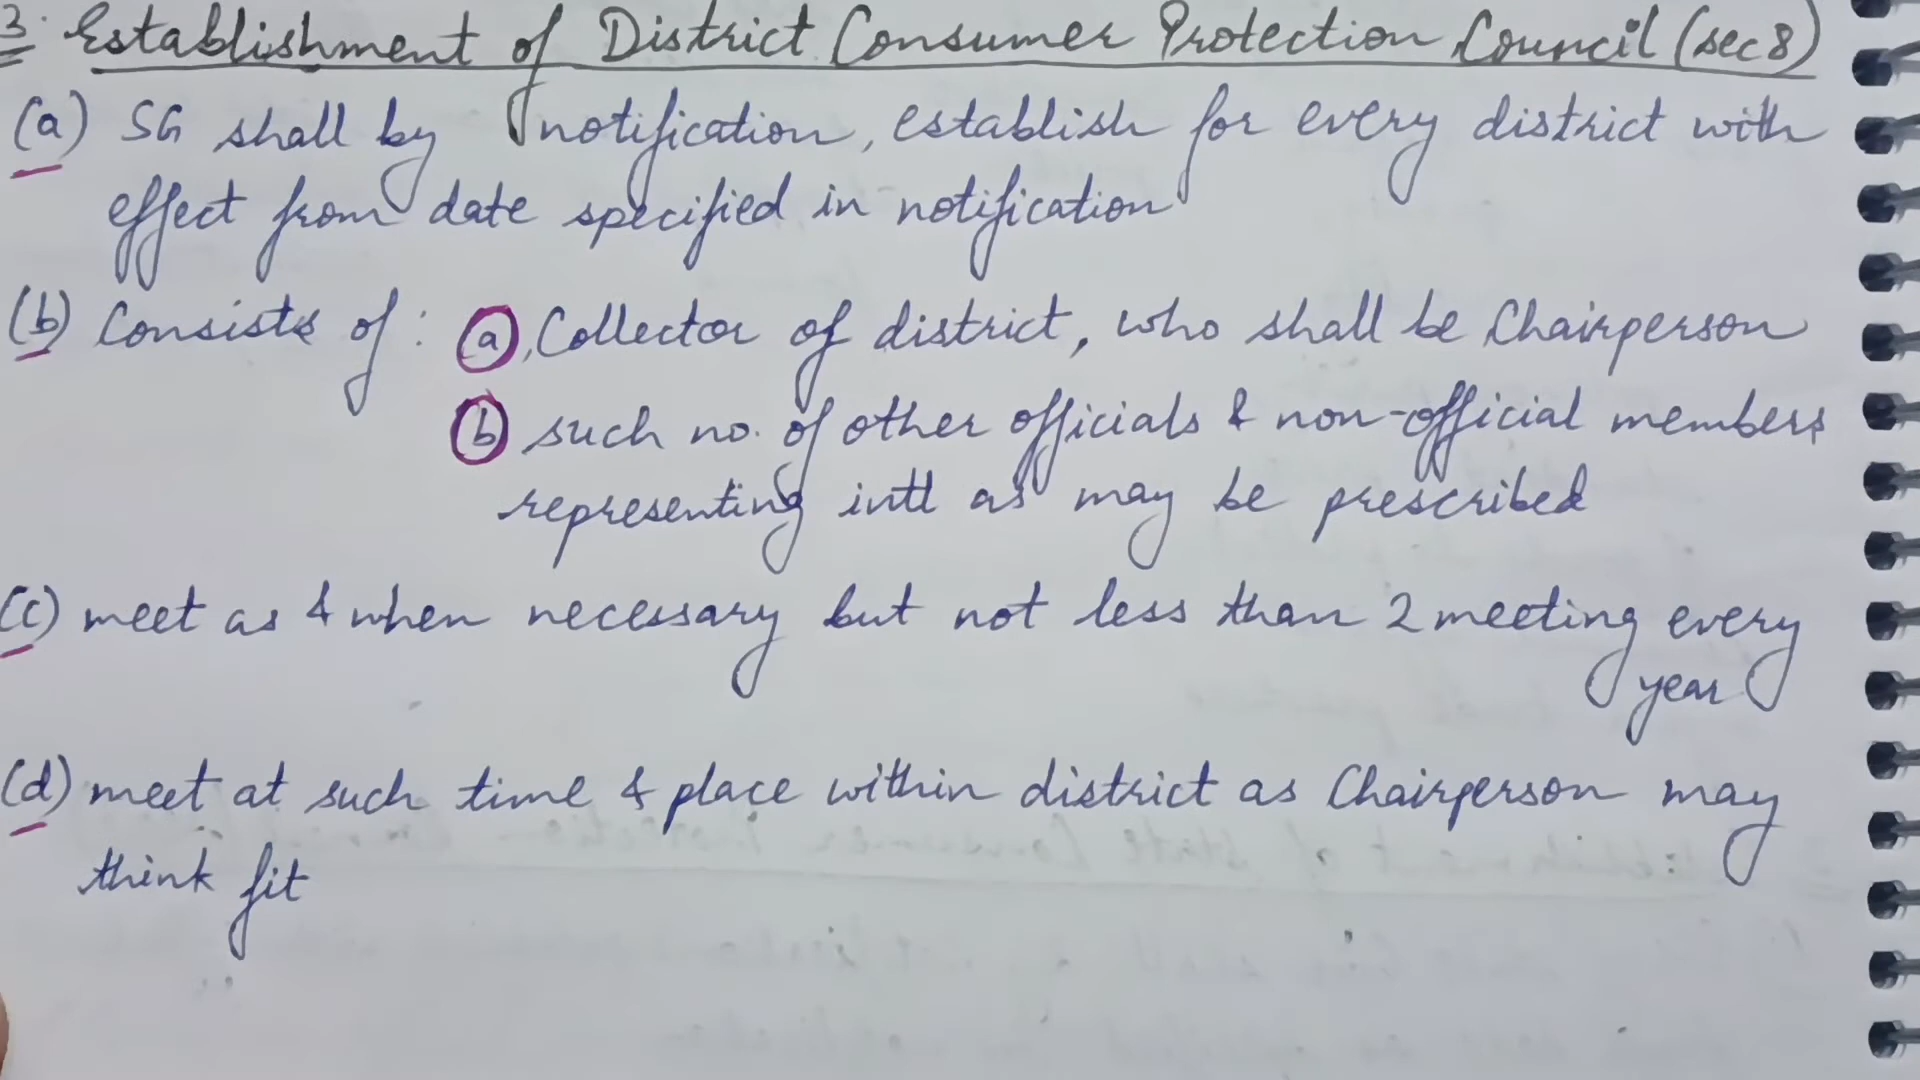 3. Establishment of District Consumer Protection Council (sec 8)
(a) SG shall by notification, establish for every district with
effect from date specified in notification
(b) Consists of : (a) Collector of district, who shall be Chairperson
(b) such no. of other officials & non-official members
representing intt as may be prescribed
(c) meet as & when necessary but not less than 2 meeting every
year
(d) meet at such time & place within district as Chairperson may
think fit